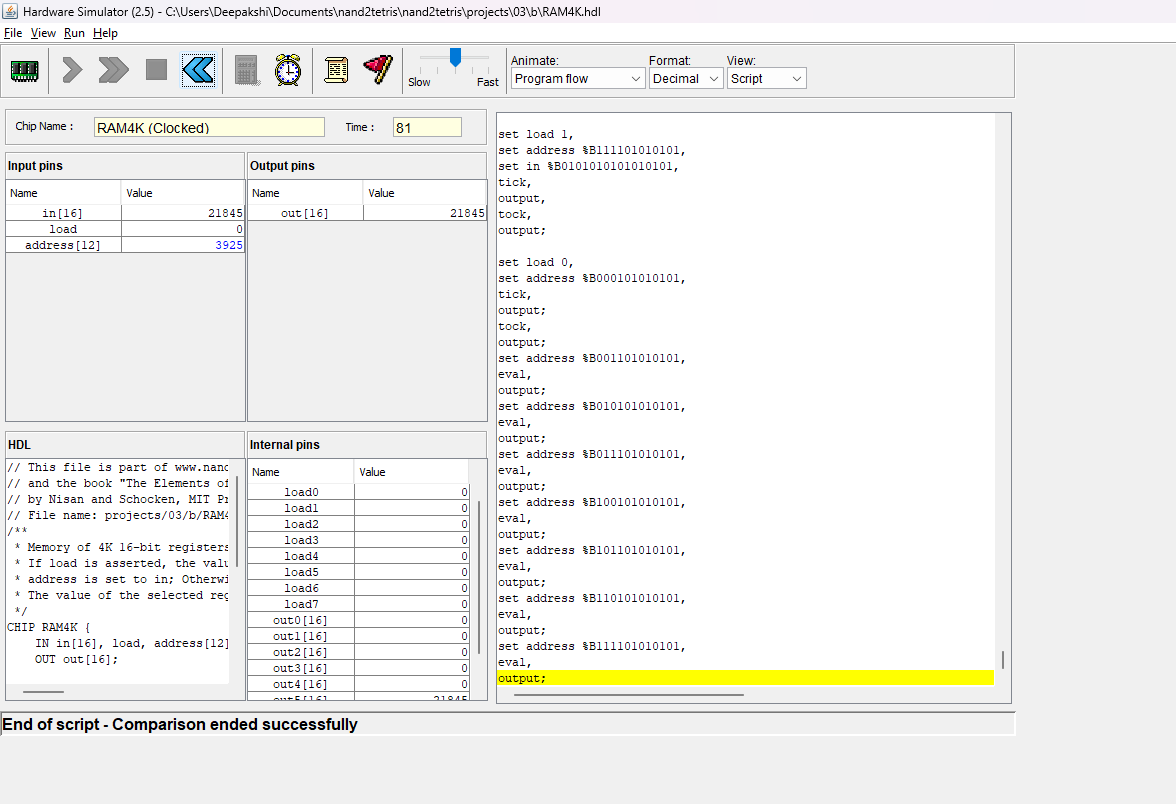 Hardware Simulator (2.5) - C:\Users\Deepakshi\Documents\nand2tetris\nand2tetris\projects\03\b\RAM4K.hdl
File View Run Help
Slow Fast
Animate: Format: View:
Program flow Decimal Script
Chip Name : RAM4K (Clocked) Time : 81
Input pins
Name Value
in[16] 21845
load 0
address[12] 3925
Output pins
Name Value
out[16] 21845
HDL
// This file is part of www.nand
// and the book "The Elements of
// by Nisan and Schocken, MIT Pr
// File name: projects/03/b/RAM4
/**
* Memory of 4K 16-bit registers
* If load is asserted, the valu
* address is set to in; Otherwi
* The value of the selected reg
*/
CHIP RAM4K {
IN in[16], load, address[12]
OUT out[16];
Internal pins
Name Value
load0 0
load1 0
load2 0
load3 0
load4 0
load5 0
load6 0
load7 0
out0[16] 0
out1[16] 0
out2[16] 0
out3[16] 0
out4[16] 0
out5[16] 21845
set load 1,
set address %B111101010101,
set in %B0101010101010101,
tick,
output,
tock,
output;
set load 0,
set address %B000101010101,
tick,
output;
tock,
output;
set address %B001101010101,
eval,
output;
set address %B010101010101,
eval,
output;
set address %B011101010101,
eval,
output;
set address %B100101010101,
eval,
output;
set address %B101101010101,
eval,
output;
set address %B110101010101,
eval,
output;
set address %B111101010101,
eval,
output;
End of script - Comparison ended successfully